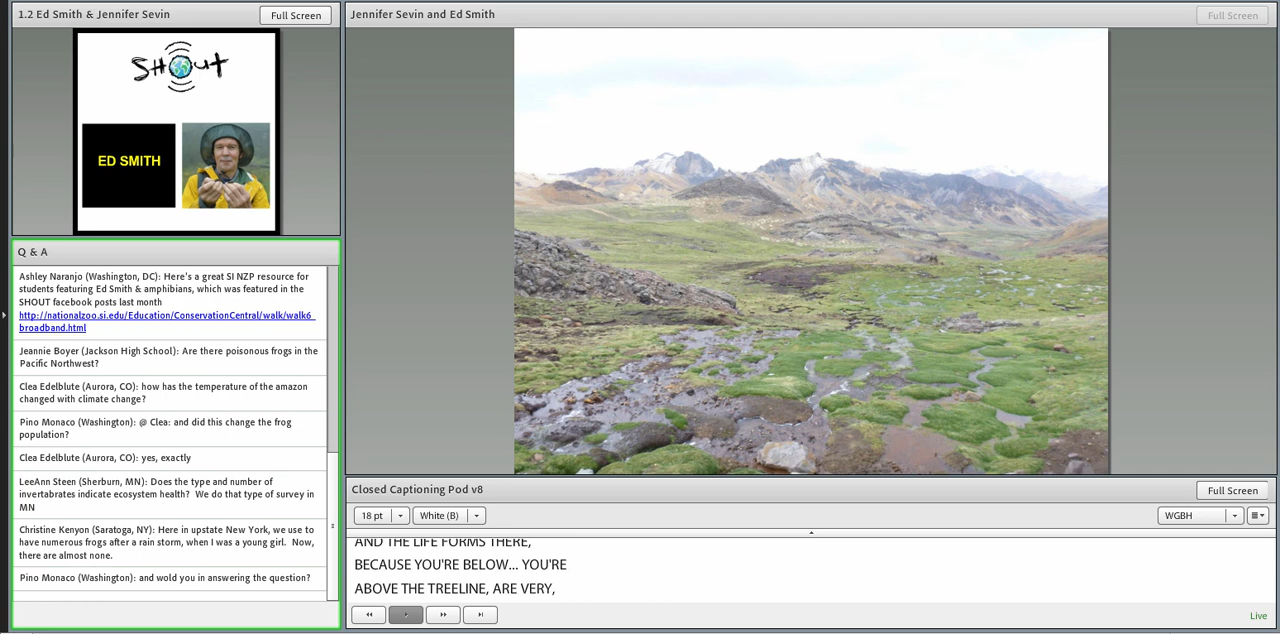 1.2 Ed Smith & Jennifer Sevin
Full Screen
SHOUT
ED SMITH
Q & A
Ashley Naranjo (Washington, DC): Here's a great SI NZP resource for
students featuring Ed Smith & amphibians, which was featured in the
SHOUT facebook posts last month
http://nationalzoo.si.edu/Education/ConservationCentral/walk/walk6_
broadband.html
Jeannie Boyer (Jackson High School): Are there poisonous frogs in the
Pacific Northwest?
Clea Edelblute (Aurora, CO): how has the temperature of the amazon
changed with climate change?
Pino Monaco (Washington): @ Clea: and did this change the frog
population?
Clea Edelblute (Aurora, CO): yes, exactly
LeeAnn Steen (Sherburn, MN): Does the type and number of
invertabrates indicate ecosystem health?  We do that type of survey in
MN
Christine Kenyon (Saratoga, NY): Here in upstate New York, we use to
have numerous frogs after a rain storm, when I was a young girl.  Now,
there are almost none.
Pino Monaco (Washington): and wold you in answering the question?
Jennifer Sevin and Ed Smith
Full Screen
Closed Captioning Pod v8
Full Screen
18 pt
White (B)
WGBH
AND THE LIFE FORMS THERE,
BECAUSE YOU'RE BELOW... YOU'RE
ABOVE THE TREELINE, ARE VERY,
Live